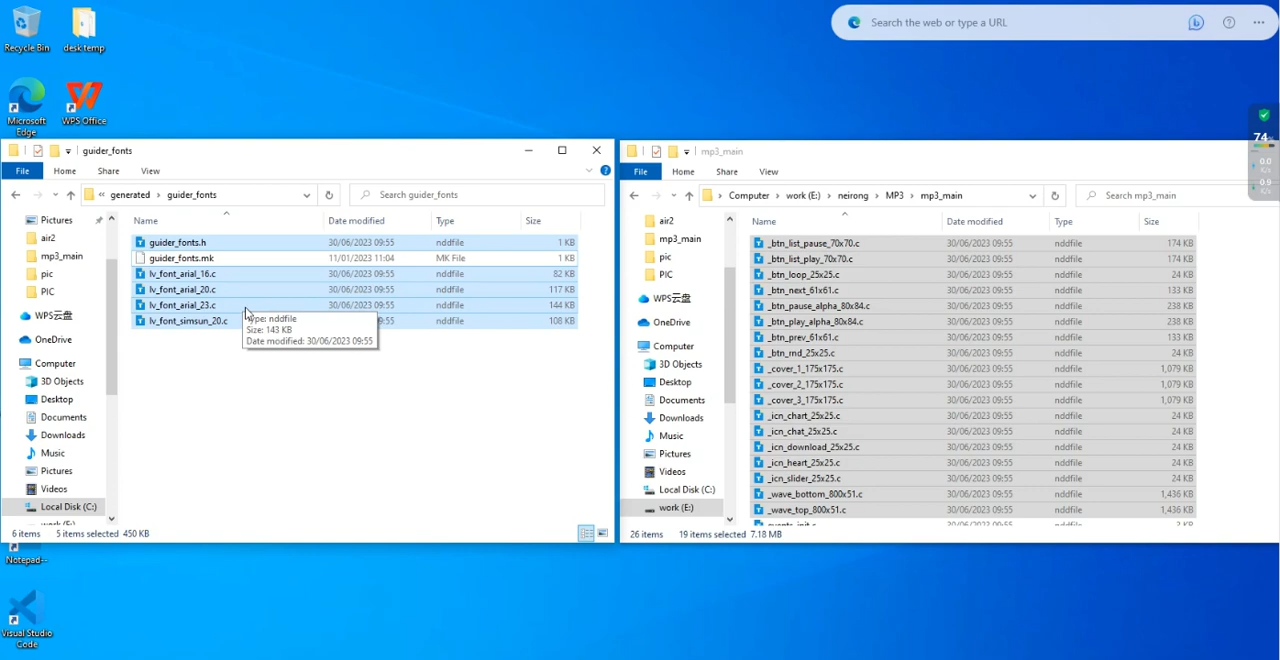 Recycle Bin
desk temp
Search the web or type a URL
Microsoft
Edge
WPS Office
74%
0.0
K/s
0.9
K/s
guider_fonts
File Home Share View
« generated › guider_fonts
Search guider_fonts
Name Date modified Type Size
Pictures
air2
mp3_main
pic
PIC
WPS云盘
OneDrive
Computer
3D Objects
Desktop
Documents
Downloads
Music
Pictures
Videos
Local Disk (C:)
work (E:)
guider_fonts.h 30/06/2023 09:55 nddfile 1 KB
guider_fonts.mk 11/01/2023 11:04 MK File 1 KB
lv_font_arial_16.c 30/06/2023 09:55 nddfile 82 KB
lv_font_arial_20.c 30/06/2023 09:55 nddfile 117 KB
lv_font_arial_23.c 30/06/2023 09:55 nddfile 144 KB
lv_font_simsun_20.c 9:55 nddfile 108 KB
Type: nddfile
Size: 143 KB
Date modified: 30/06/2023 09:55
6 items 5 items selected 450 KB
mp3_main
File Home Share View
› Computer › work (E:) › neirong › MP3 › mp3_main
Search mp3_main
Name Date modified Type Size
air2
mp3_main
pic
PIC
WPS云盘
OneDrive
Computer
3D Objects
Desktop
Documents
Downloads
Music
Pictures
Videos
Local Disk (C:)
work (E:)
_btn_list_pause_70x70.c 30/06/2023 09:55 nddfile 174 KB
_btn_list_play_70x70.c 30/06/2023 09:55 nddfile 174 KB
_btn_loop_25x25.c 30/06/2023 09:55 nddfile 24 KB
_btn_next_61x61.c 30/06/2023 09:55 nddfile 133 KB
_btn_pause_alpha_80x84.c 30/06/2023 09:55 nddfile 238 KB
_btn_play_alpha_80x84.c 30/06/2023 09:55 nddfile 238 KB
_btn_prev_61x61.c 30/06/2023 09:55 nddfile 133 KB
_btn_rnd_25x25.c 30/06/2023 09:55 nddfile 24 KB
_cover_1_175x175.c 30/06/2023 09:55 nddfile 1,079 KB
_cover_2_175x175.c 30/06/2023 09:55 nddfile 1,079 KB
_cover_3_175x175.c 30/06/2023 09:55 nddfile 1,079 KB
_icn_chart_25x25.c 30/06/2023 09:55 nddfile 24 KB
_icn_chat_25x25.c 30/06/2023 09:55 nddfile 24 KB
_icn_download_25x25.c 30/06/2023 09:55 nddfile 24 KB
_icn_heart_25x25.c 30/06/2023 09:55 nddfile 24 KB
_icn_slider_25x25.c 30/06/2023 09:55 nddfile 24 KB
_wave_bottom_800x51.c 30/06/2023 09:55 nddfile 1,436 KB
_wave_top_800x51.c 30/06/2023 09:55 nddfile 1,436 KB
26 items 19 items selected 7.18 MB
Notepad--
Visual Studio
Code